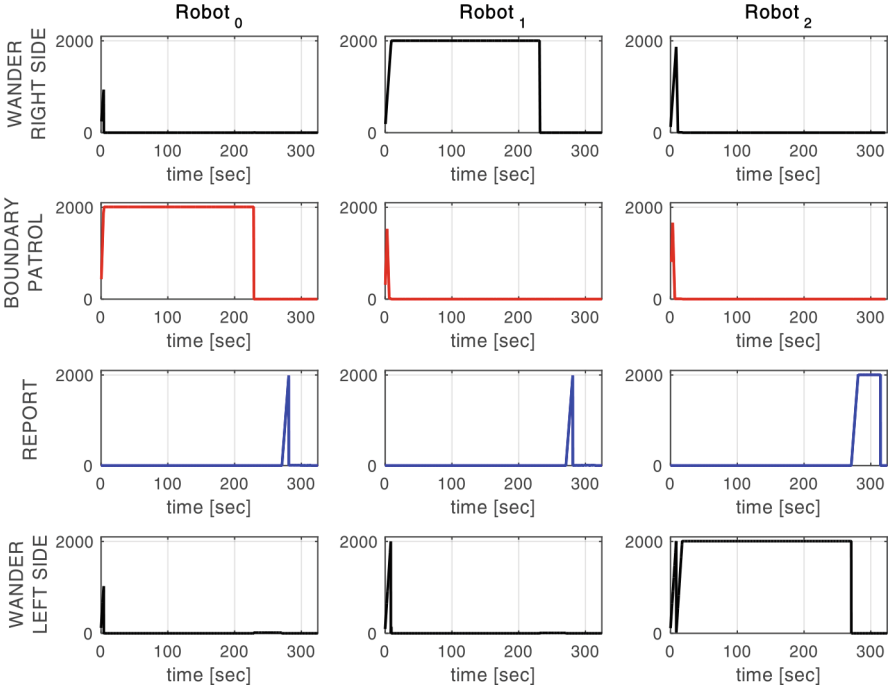 Robot 0 Robot 1 Robot 2
WANDER
RIGHT SIDE
2000 2000 2000
0 0 0
0 100 200 300 0 100 200 300 0 100 200 300
time [sec] time [sec] time [sec]
BOUNDARY
PATROL
2000 2000 2000
0 0 0
0 100 200 300 0 100 200 300 0 100 200 300
time [sec] time [sec] time [sec]
REPORT
2000 2000 2000
0 0 0
0 100 200 300 0 100 200 300 0 100 200 300
time [sec] time [sec] time [sec]
WANDER
LEFT SIDE
2000 2000 2000
0 0 0
0 100 200 300 0 100 200 300 0 100 200 300
time [sec] time [sec] time [sec]